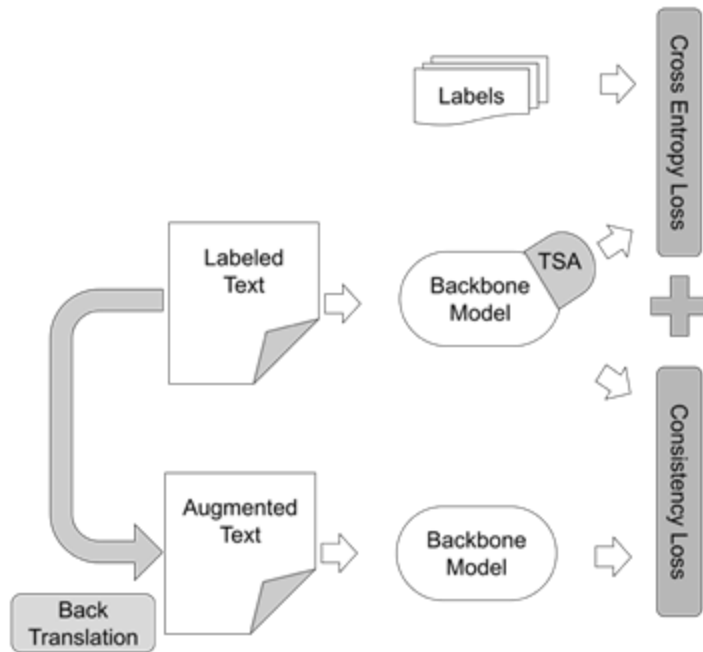 Labels
Cross Entropy Loss
Labeled
Text
Backbone
Model
TSA
Augmented
Text
Backbone
Model
Consistency Loss
Back
Translation